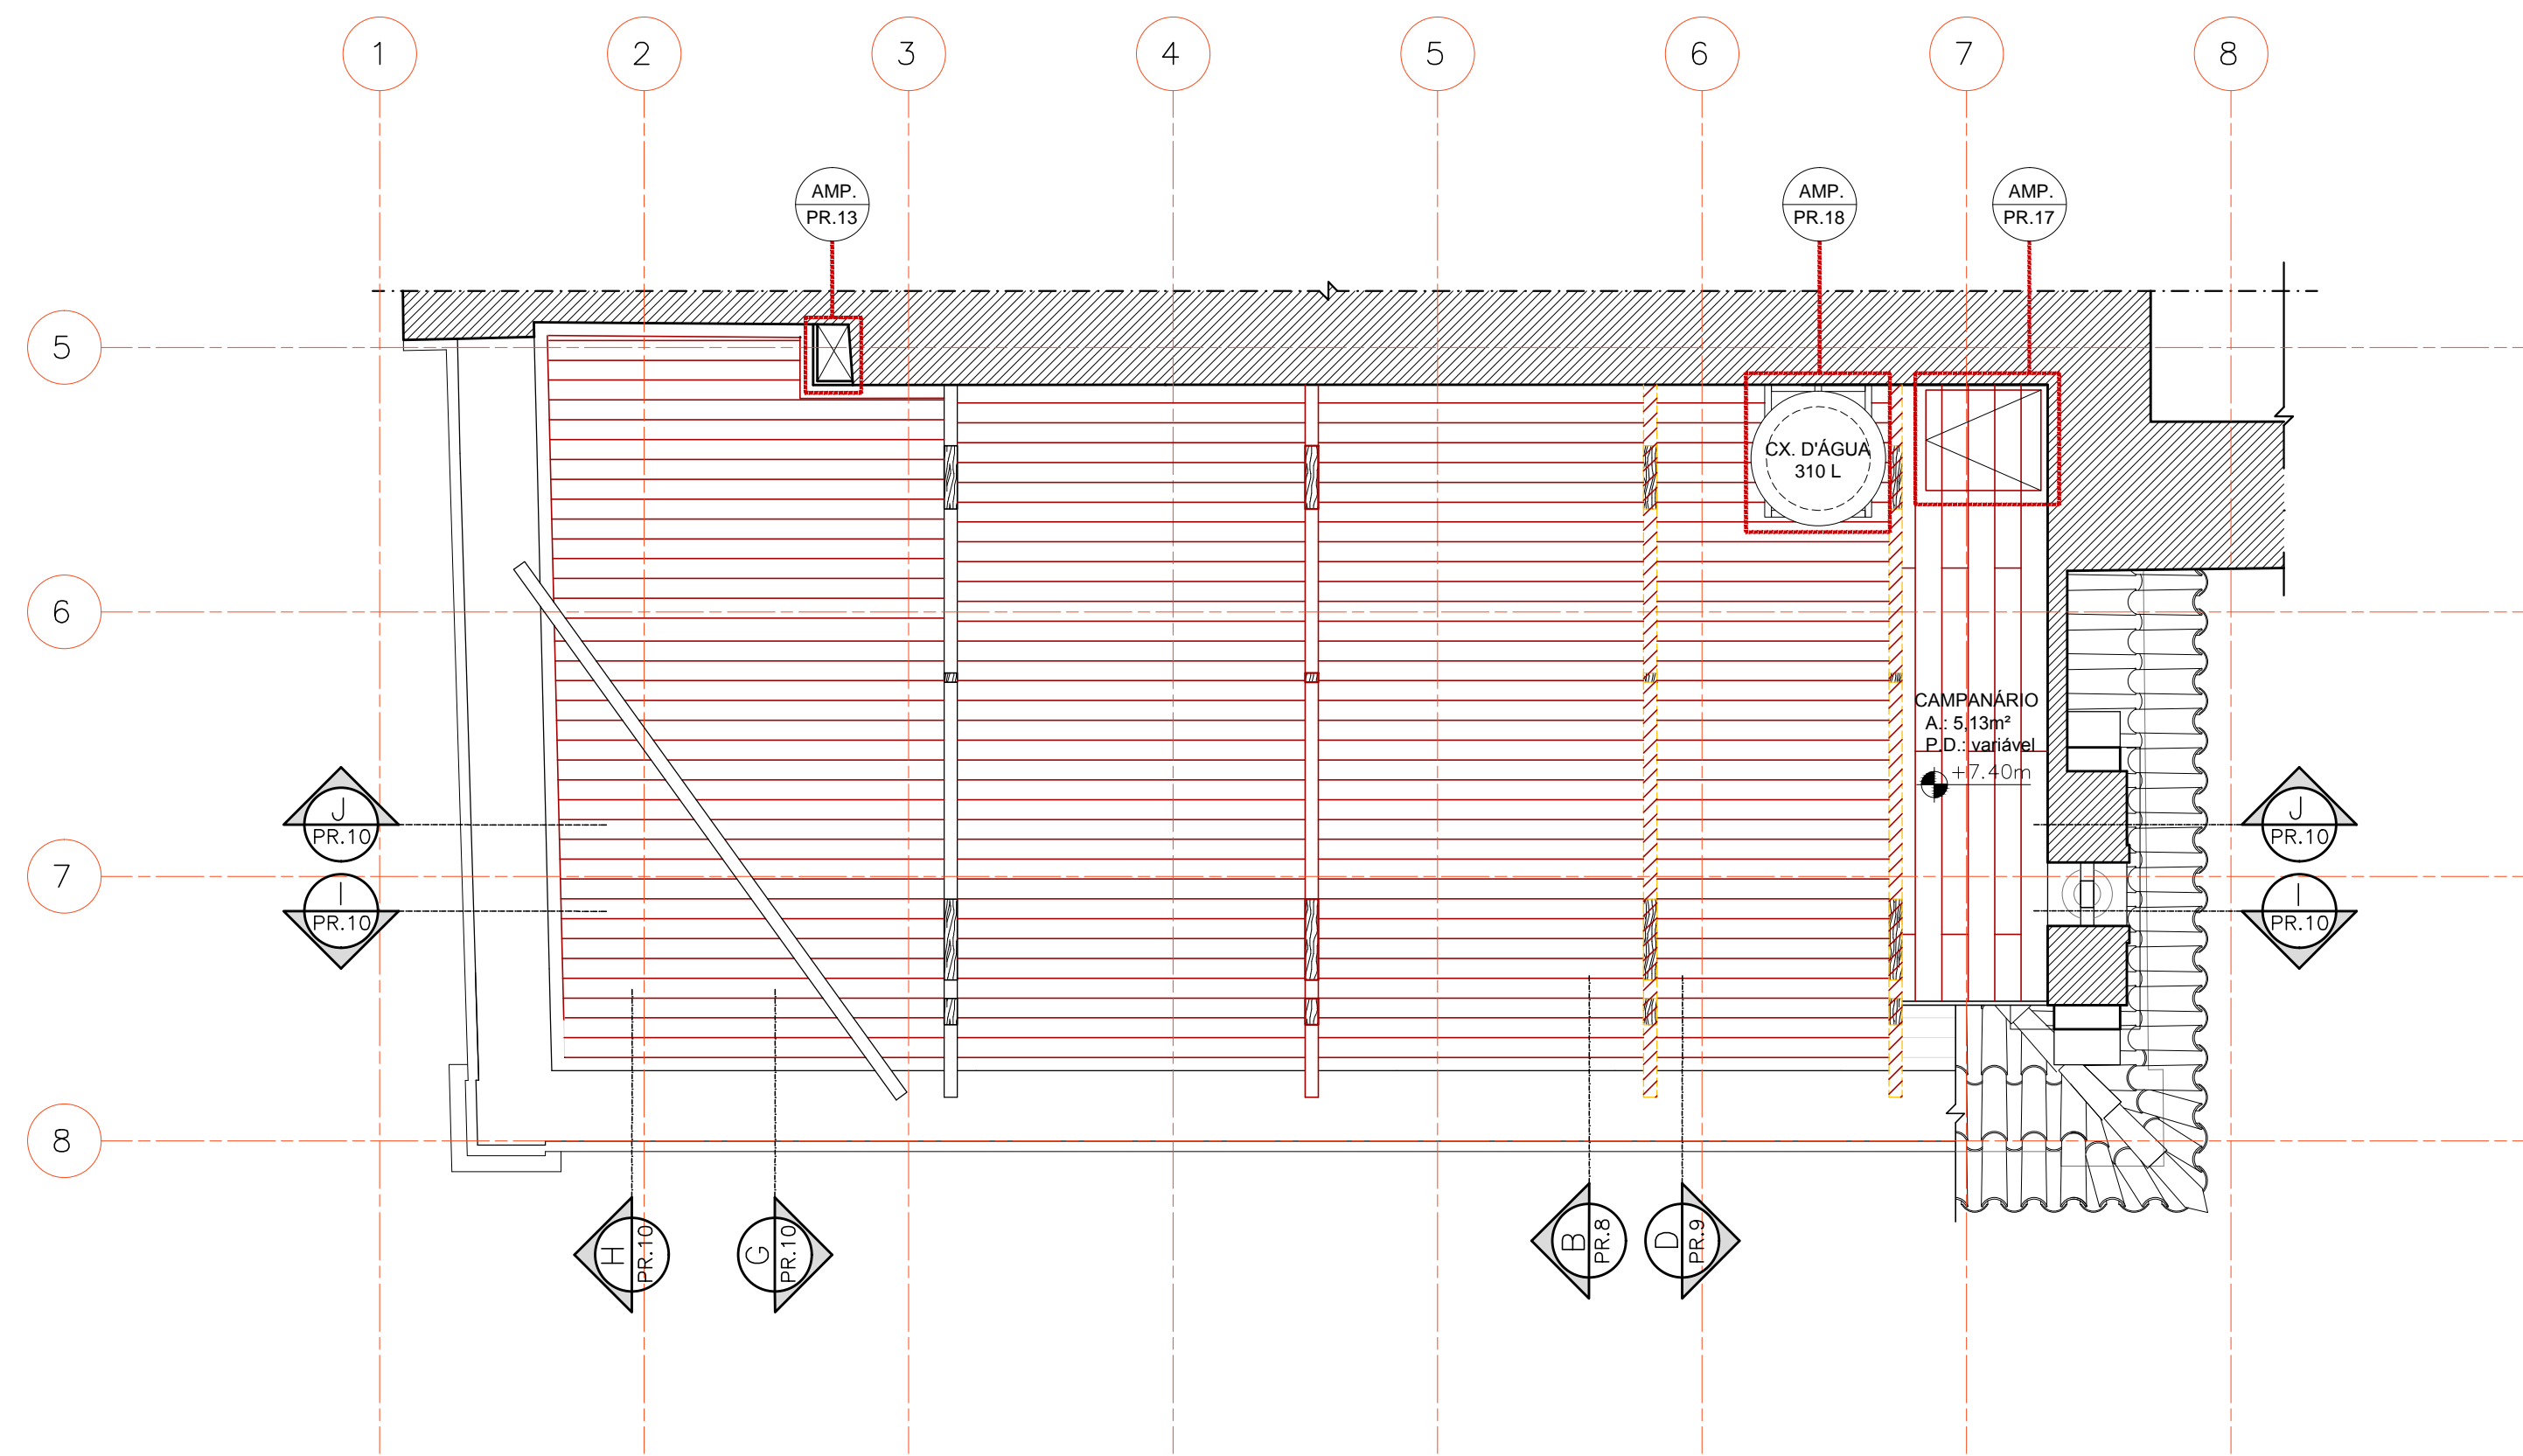 1 2 3 4 5 6 7 8
AMP.
PR.13
AMP.
PR.18
AMP.
PR.17
5
CX. D'ÁGUA
310 L
6
CAMPANÁRIO
A.: 5,13m²
P.D.: variável
+7.40m
J
PR.10
J
PR.10
7
I
PR.10
I
PR.10
8
H
PR.10
G
PR.10
B
PR.8
D
PR.9